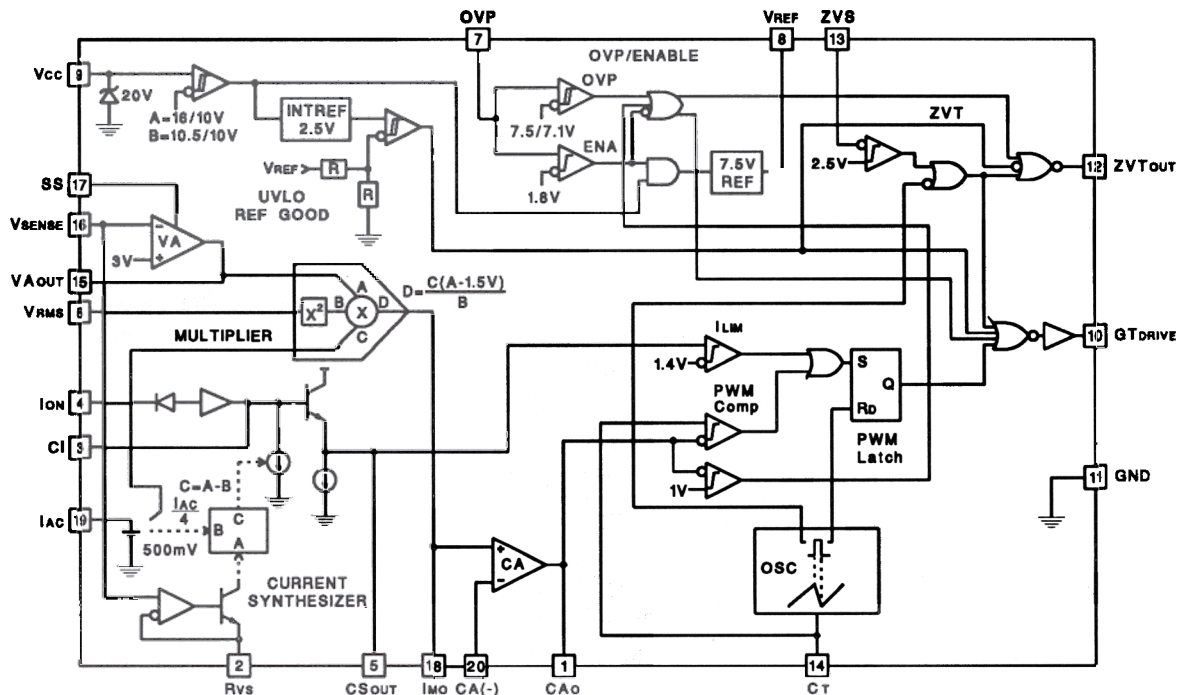 OVP
VREF
ZVS
7
8
13
VCC
9
20V
A=16/10V
B=10.5/10V
INTREF
2.5V
VREF
R
R
UVLO
REF GOOD
OVP/ENABLE
OVP
7.5/7.1V
ENA
1.8V
7.5V
REF
ZVT
2.5V
12
ZVTOUT
SS
17
VSENSE
16
VA
3V
VAOUT
15
VRMS
6
MULTIPLIER
X²
A
B
X
D
C
D=C(A-1.5V)
B
ILIM
1.4V
S
Q
RD
10
GTDRIVE
PWM
Comp
PWM
Latch
1V
ION
4
CI
3
C=A-B
IAC
4
IAC
19
500mV
B
C
A
CURRENT
SYNTHESIZER
CA
OSC
11
GND
2
5
18
20
1
14
RVS
CSOUT
IMO
CA(-)
CAO
CT